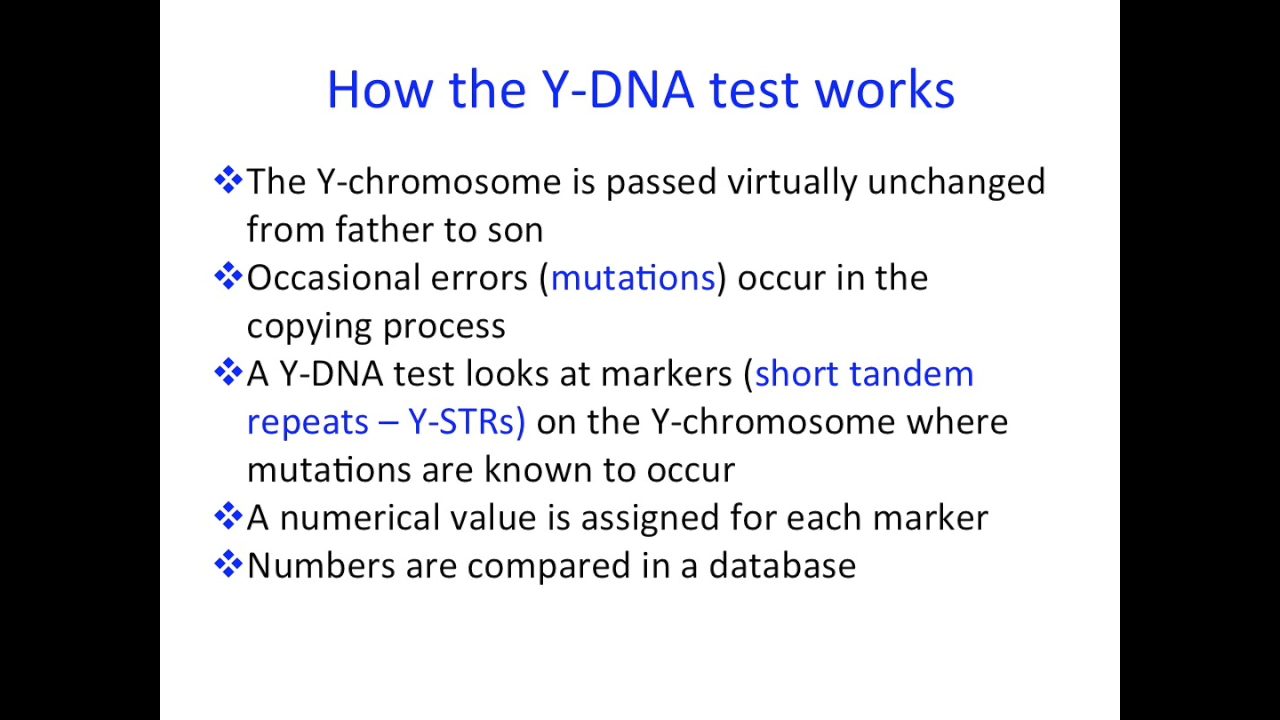 How the Y-DNA test works
❖The Y-chromosome is passed virtually unchanged
from father to son
❖Occasional errors (mutations) occur in the
copying process
❖A Y-DNA test looks at markers (short tandem
repeats – Y-STRs) on the Y-chromosome where
mutations are known to occur
❖A numerical value is assigned for each marker
❖Numbers are compared in a database